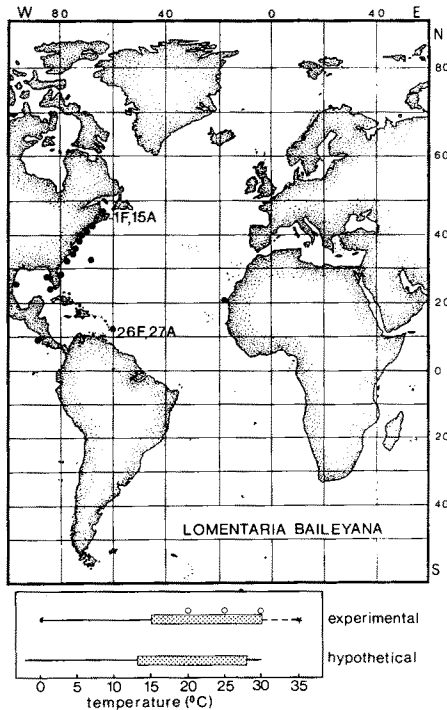 W E
80 40 0 40
N
80
60
-1F,15A
40
20
26F,27A
0
20
40
LOMENTARIA BAILEYANA
S
experimental
hypothetical
0 10 15 20 25 30 35
temperature (⁰C)